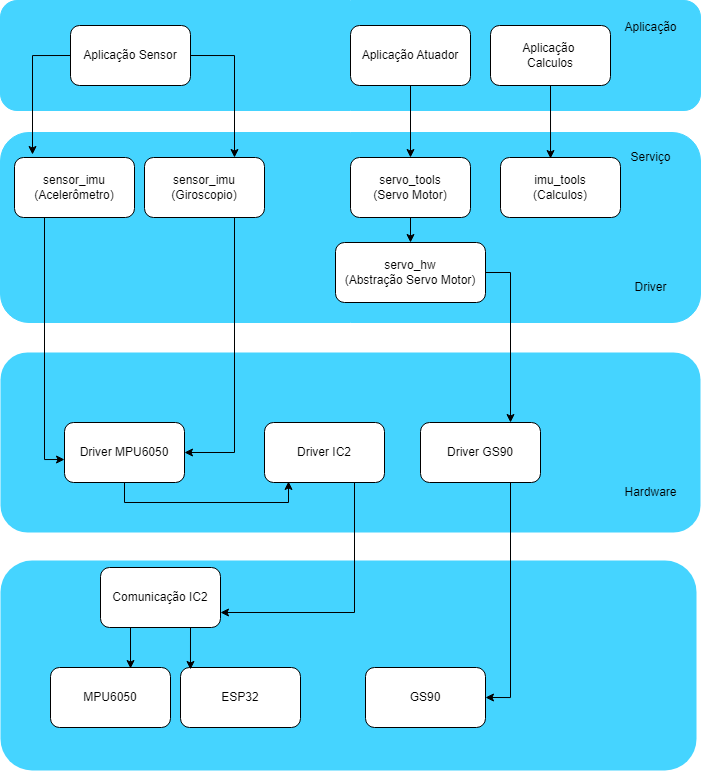 Aplicação
Aplicação Sensor
Aplicação Atuador
Aplicação
Calculos
Serviço
sensor_imu
(Acelerômetro)
sensor_imu
(Giroscopio)
servo_tools
(Servo Motor)
imu_tools
(Calculos)
servo_hw
(Abstração Servo Motor)
Driver
Driver MPU6050
Driver IC2
Driver GS90
Hardware
Comunicação IC2
MPU6050
ESP32
GS90